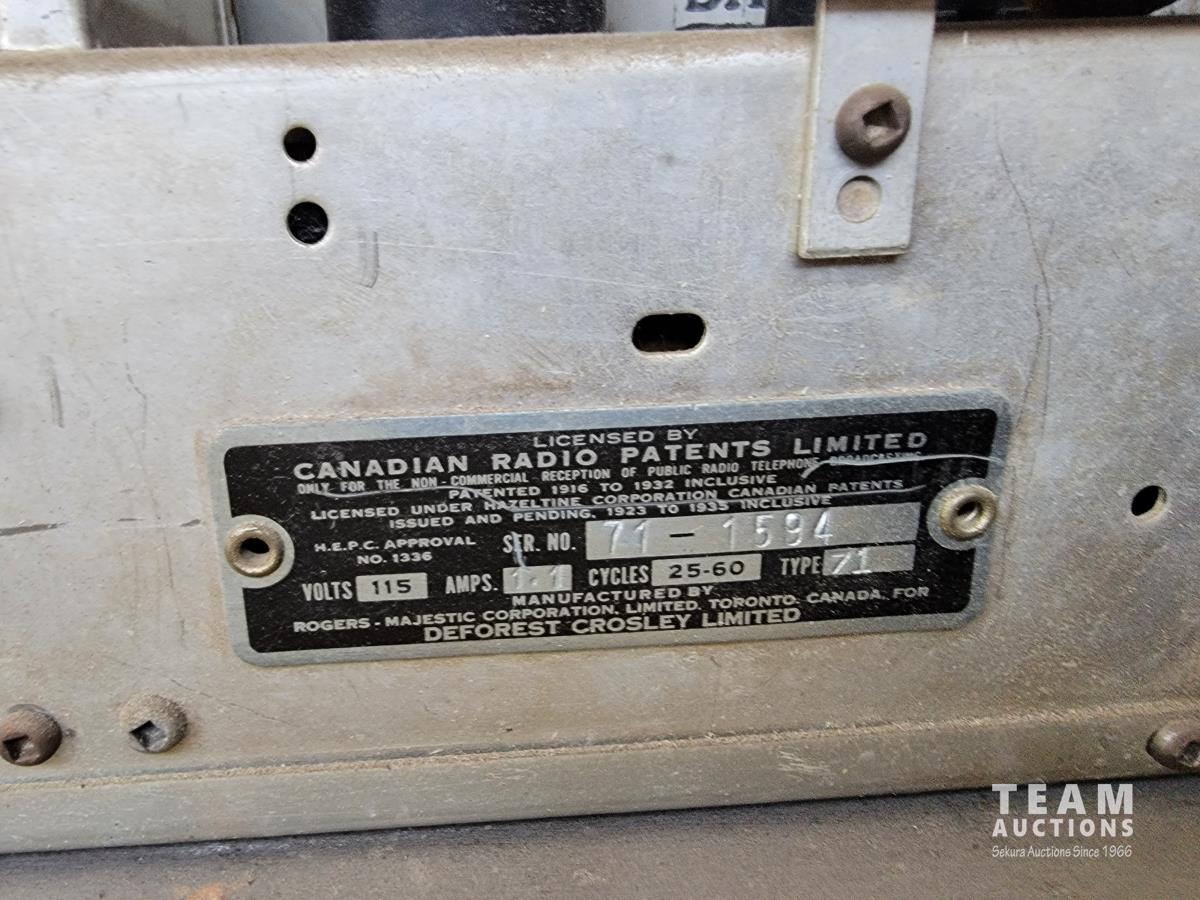 LICENSED BY
CANADIAN RADIO PATENTS LIMITED
ONLY FOR THE NON-COMMERCIAL RECEPTION OF PUBLIC RADIO TELEPHONE BROADCASTING
PATENTED 1916 TO 1932 INCLUSIVE
LICENSED UNDER HAZELTINE CORPORATION CANADIAN PATENTS
ISSUED AND PENDING, 1923 TO 1935 INCLUSIVE
H.E.P.C. APPROVAL NO. 1336
SER. NO. 71-1594
VOLTS 115 AMPS. 1.1 CYCLES 25-60 TYPE 71
MANUFACTURED BY
ROGERS-MAJESTIC CORPORATION, LIMITED, TORONTO, CANADA, FOR
DEFOREST CROSLEY LIMITED
TEAM
AUCTIONS
Sekura Auctions Since 1966